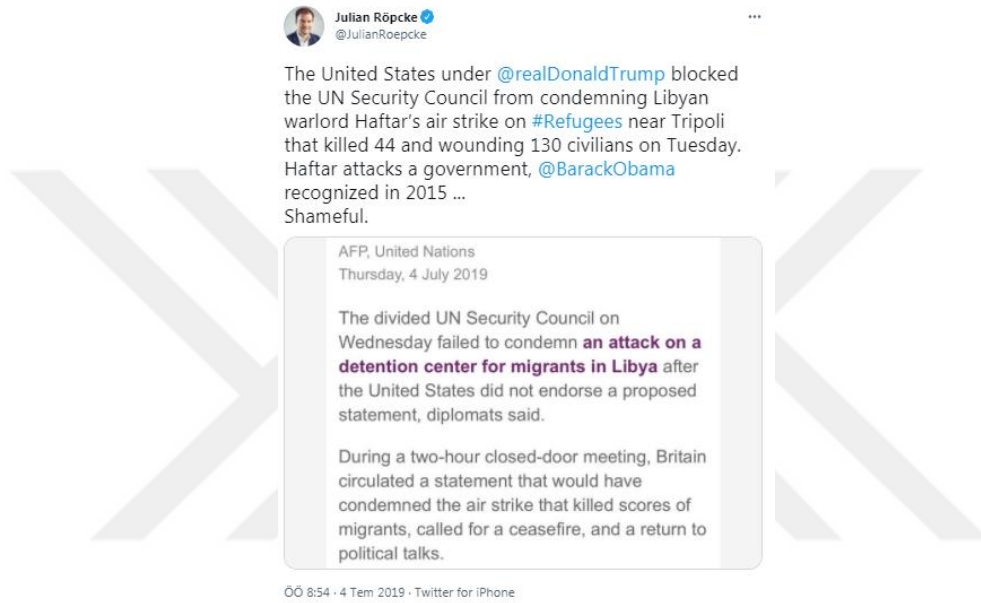 Julian Röpcke
@JulianRoepcke
The United States under @realDonaldTrump blocked
the UN Security Council from condemning Libyan
warlord Haftar's air strike on #Refugees near Tripoli
that killed 44 and wounding 130 civilians on Tuesday.
Haftar attacks a government, @BarackObama
recognized in 2015 ...
Shameful.
AFP, United Nations
Thursday, 4 July 2019
The divided UN Security Council on
Wednesday failed to condemn an attack on a
detention center for migrants in Libya after
the United States did not endorse a proposed
statement, diplomats said.
During a two-hour closed-door meeting, Britain
circulated a statement that would have
condemned the air strike that killed scores of
migrants, called for a ceasefire, and a return to
political talks.
ÖÖ 8:54 · 4 Tem 2019 · Twitter for iPhone